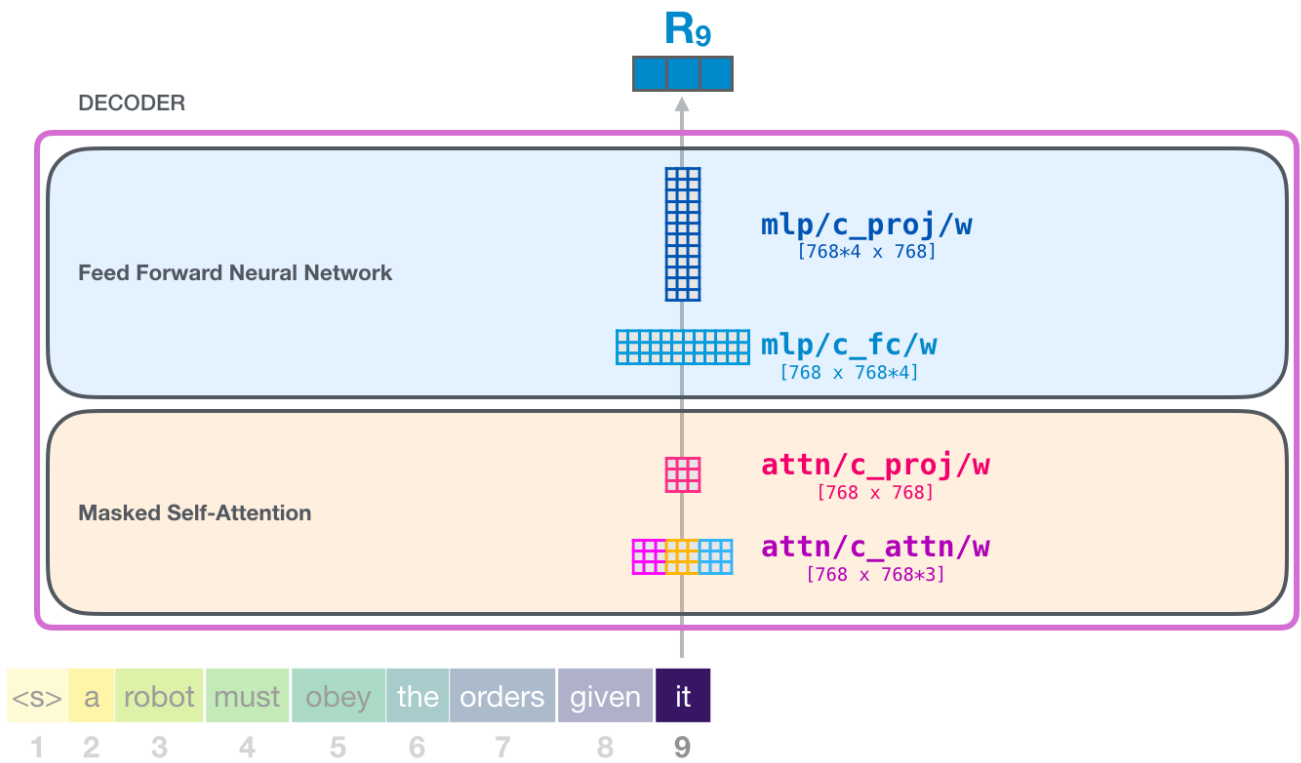 R9
DECODER
mlp/c_proj/w
[768*4 x 768]
Feed Forward Neural Network
mlp/c_fc/w
[768 x 768*4]
attn/c_proj/w
[768 x 768]
Masked Self-Attention
attn/c_attn/w
[768 x 768*3]
<s> a robot must obey the orders given it
1 2 3 4 5 6 7 8 9